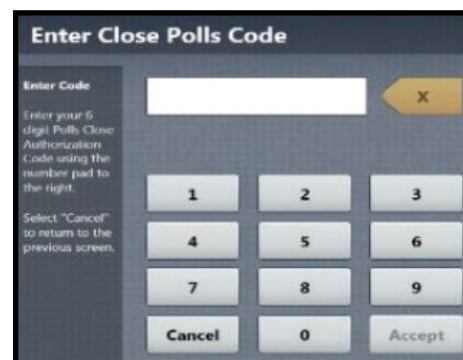 Enter Close Polls Code
Enter Code
Enter your 6
digit Polls Close
Authorization
Code using the
number pad to
the right.
Select "Cancel"
to return to the
previous screen.
X
1 2 3
4 5 6
7 8 9
Cancel 0 Accept